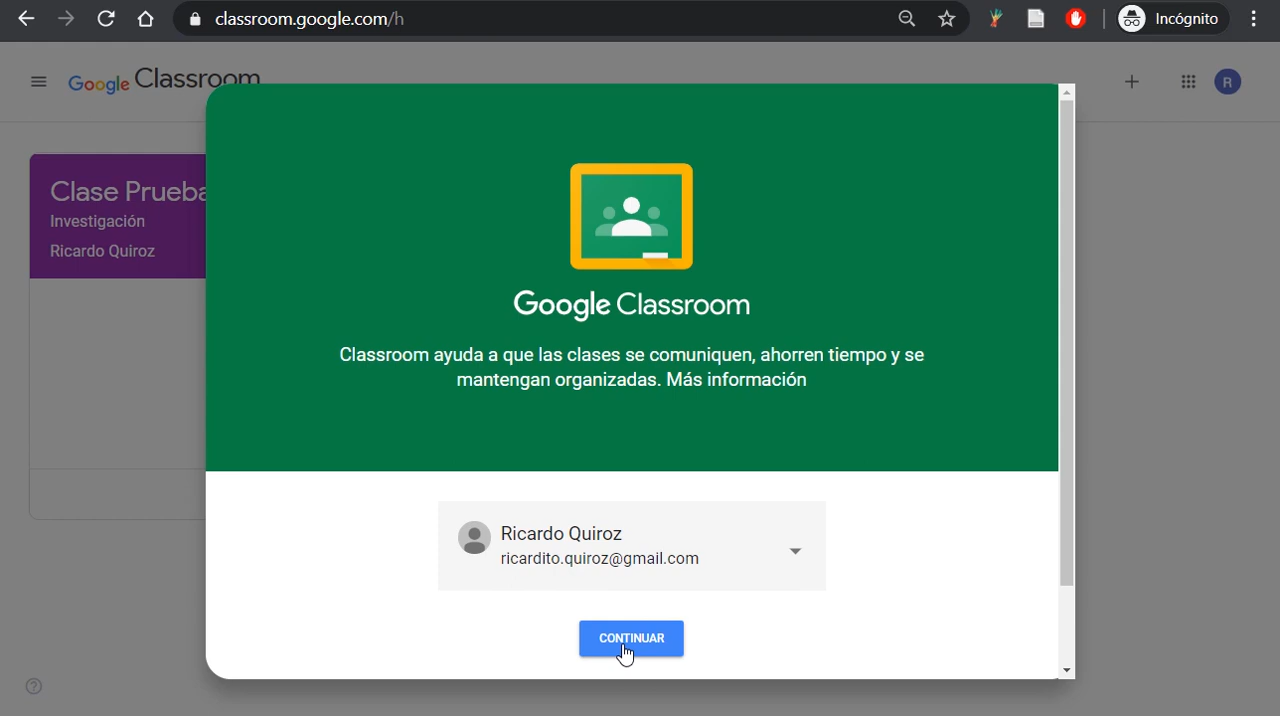 classroom.google.com/h
Incógnito
Google Classroom
R
Clase Prueba
Investigación
Ricardo Quiroz
Google Classroom
Classroom ayuda a que las clases se comuniquen, ahorren tiempo y se
mantengan organizadas. Más información
Ricardo Quiroz
ricardito.quiroz@gmail.com
CONTINUAR